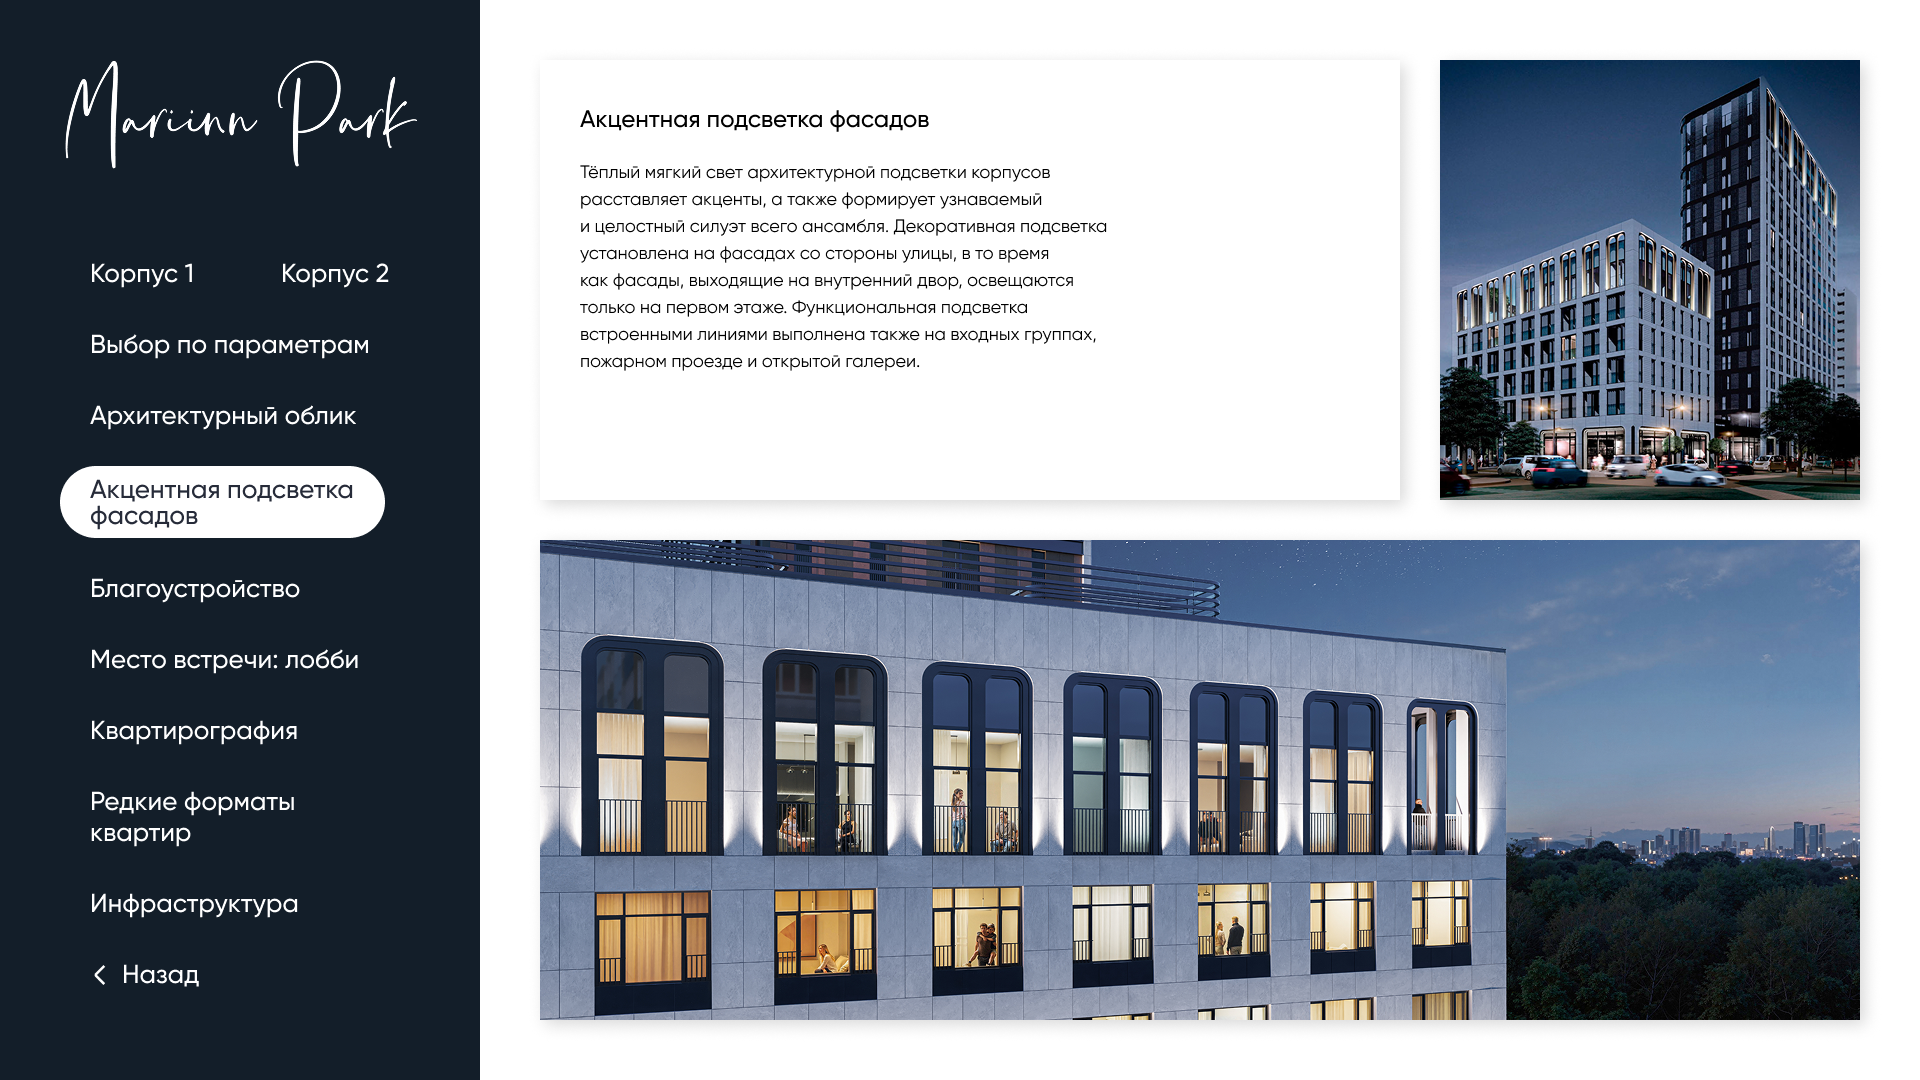 Mariinn Park
Корпус 1
Корпус 2
Выбор по параметрам
Архитектурный облик
Акцентная подсветка
фасадов
Благоустройство
Место встречи: лобби
Квартирография
Редкие форматы
квартир
Инфраструктура
Назад
Акцентная подсветка фасадов
Тёплый мягкий свет архитектурной подсветки корпусов
расставляет акценты, а также формирует узнаваемый
и целостный силуэт всего ансамбля. Декоративная подсветка
установлена на фасадах со стороны улицы, в то время
как фасады, выходящие на внутренний двор, освещаются
только на первом этаже. Функциональная подсветка
встроенными линиями выполнена также на входных группах,
пожарном проезде и открытой галереи.